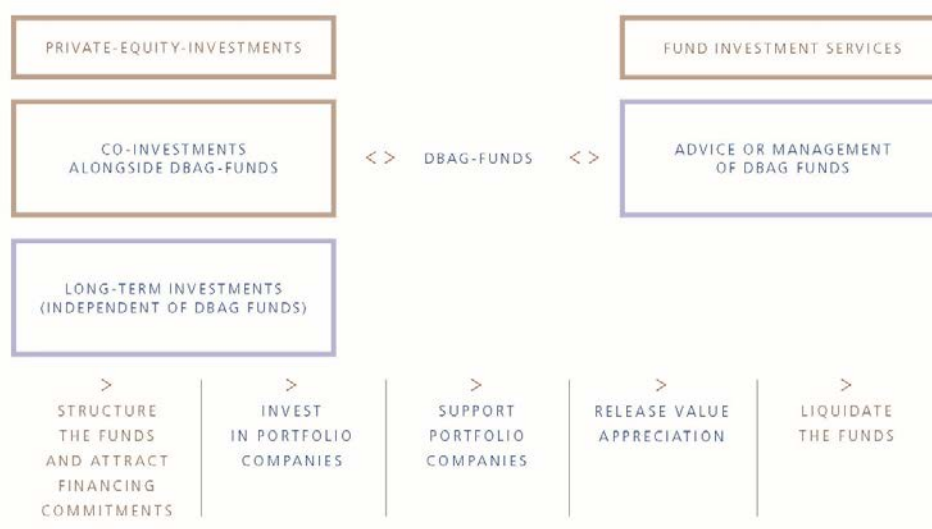 PRIVATE-EQUITY-INVESTMENTS
FUND INVESTMENT SERVICES
CO-INVESTMENTS
ALONGSIDE DBAG-FUNDS
< > DBAG-FUNDS < >
ADVICE OR MANAGEMENT
OF DBAG FUNDS
LONG-TERM INVESTMENTS
(INDEPENDENT OF DBAG FUNDS)
>
STRUCTURE
THE FUNDS
AND ATTRACT
FINANCING
COMMITMENTS
>
INVEST
IN PORTFOLIO
COMPANIES
>
SUPPORT
PORTFOLIO
COMPANIES
>
RELEASE VALUE
APPRECIATION
>
LIQUIDATE
THE FUNDS